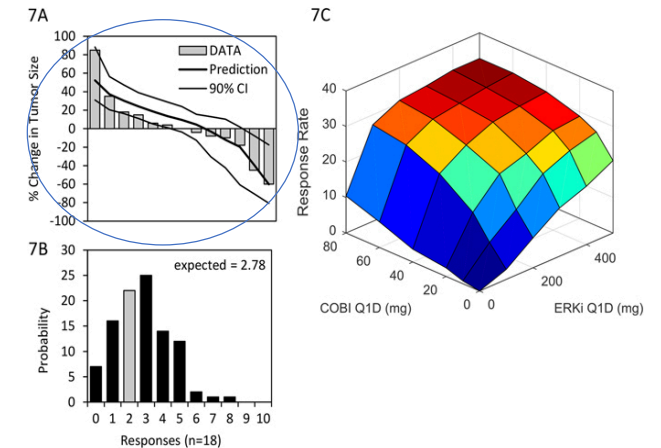 7A
% Change in Tumor Size
100
80
60
40
20
0
-20
-40
-60
-80
-100
DATA
Prediction
90% CI
7B
Probability
30
25
20
15
10
5
0
expected = 2.78
0 1 2 3 4 5 6 7 8 9 10
Responses (n=18)
7C
Response Rate
40
30
20
10
0
80
60
40
20
0
0
200
400
COBI Q1D (mg)
ERKi Q1D (mg)